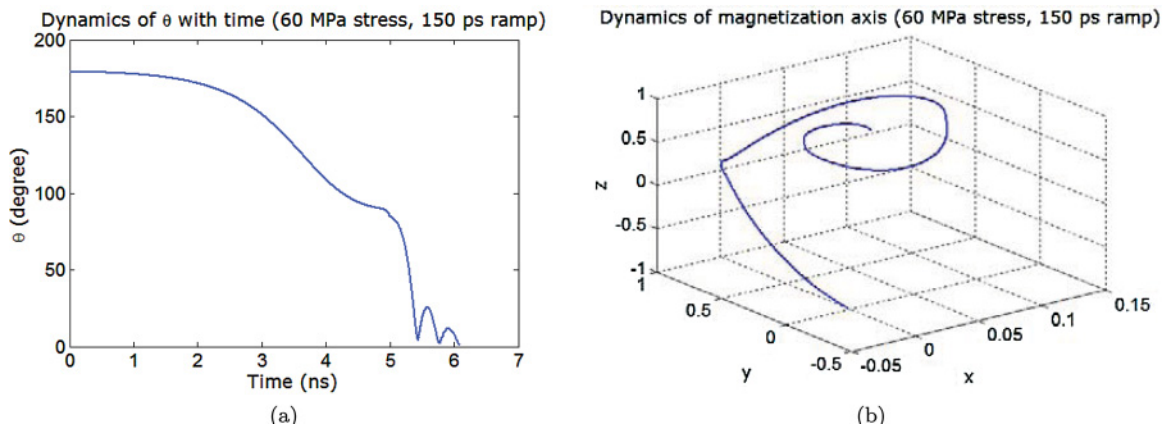 Dynamics of θ with time (60 MPa stress, 150 ps ramp)
200
150
100
50
0
θ (degree)
0 1 2 3 4 5 6 7
Time (ns)
(a)
Dynamics of magnetization axis (60 MPa stress, 150 ps ramp)
1
0.5
0
-0.5
-1
z
1
0.5
0
-0.5
y
-0.05
0
0.05
0.1
0.15
x
(b)